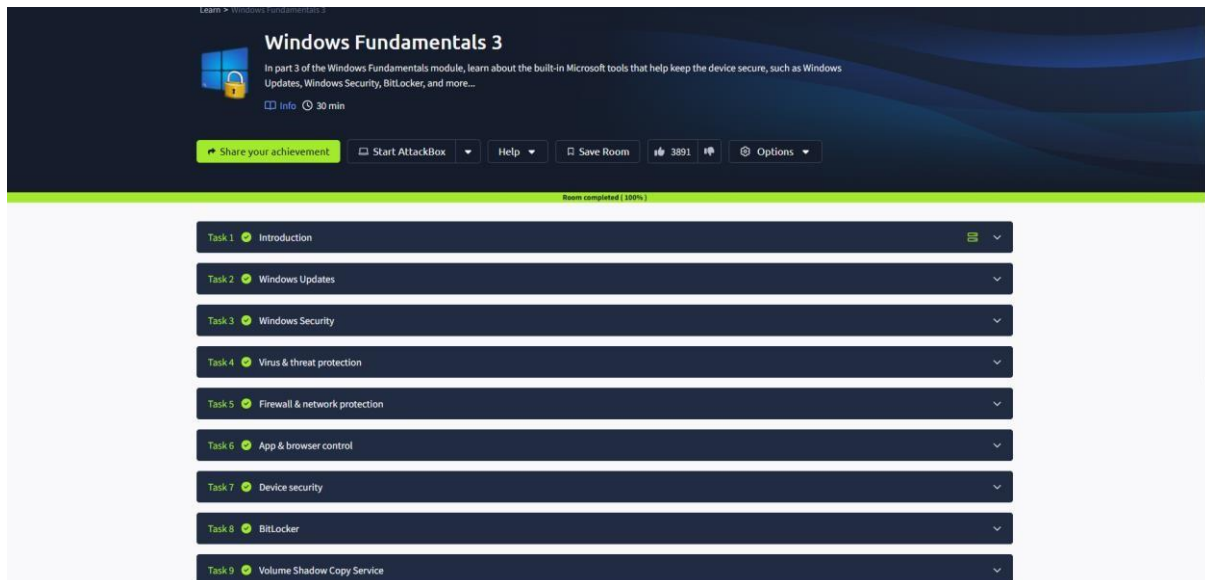 Learn > Windows Fundamentals 3
Windows Fundamentals 3
In part 3 of the Windows Fundamentals module, learn about the built-in Microsoft tools that help keep the device secure, such as Windows
Updates, Windows Security, BitLocker, and more...
Info 30 min
Share your achievement Start AttackBox Help Save Room 3891 Options
Room completed ( 100% )
Task 1 Introduction
Task 2 Windows Updates
Task 3 Windows Security
Task 4 Virus & threat protection
Task 5 Firewall & network protection
Task 6 App & browser control
Task 7 Device security
Task 8 BitLocker
Task 9 Volume Shadow Copy Service